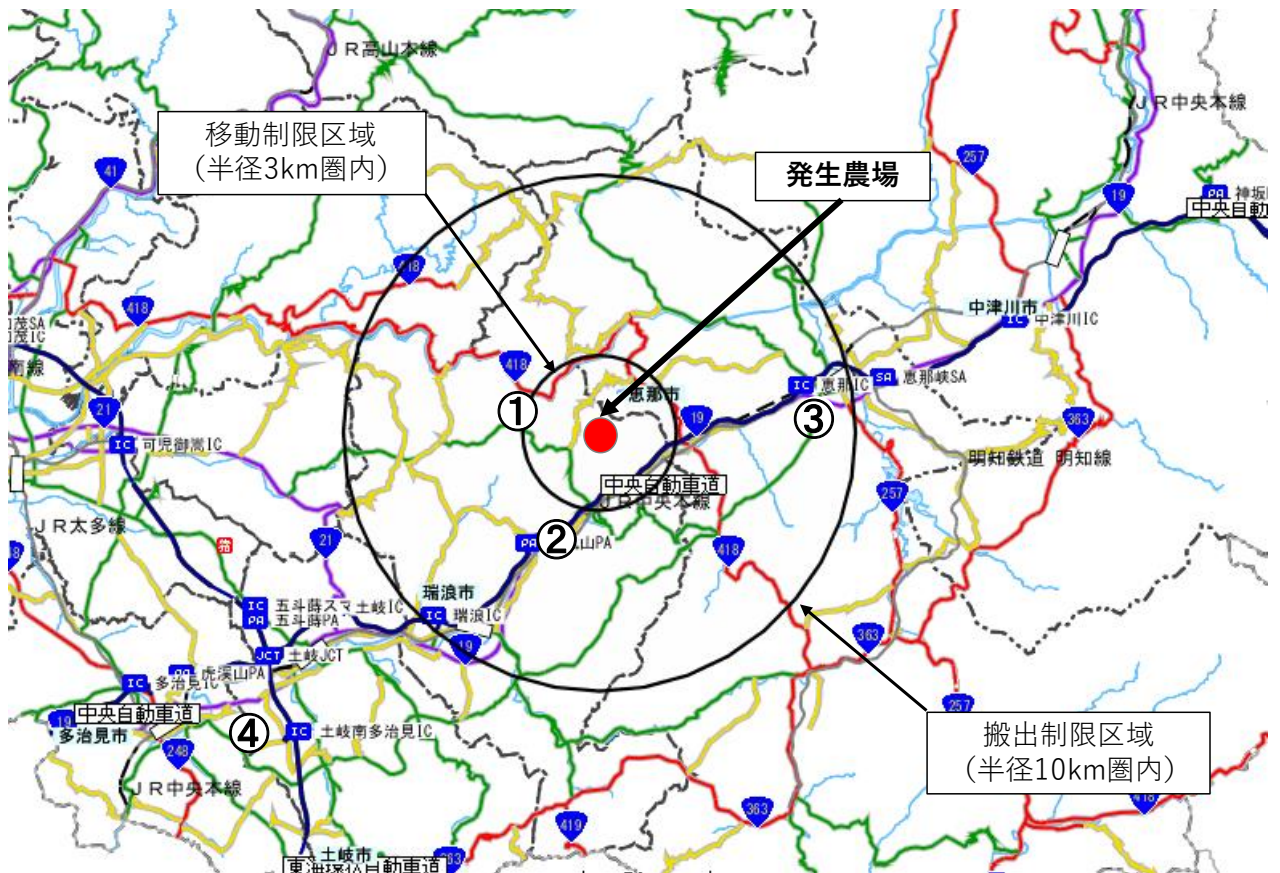 JR高山本線
JR中央本線
移動制限区域
(半径3km圏内)
発生農場
41
257
19
PA 神坂
中央自動
418
418
中津川市
IC 中津川IC
茂SA
茂IC
南線
418
恵那市
IC 恵那IC
SA 恵那峡SA
①
③
19
21
363
IC 可児御嵩IC
明知鉄道 明知線
中央自動車道
JR中央本線
257
JR太多線
21
②
PA
山PA
418
瑞浪市
IC 五斗蒔ス
土岐IC
PA 五斗蒔PA
IC 瑞浪IC
19
363
JCT 土岐JCT
虎渓山PA
IC 多治見IC
中央自動車道
19
多治見市
④
IC 土岐南多治見IC
257
搬出制限区域
(半径10km圏内)
248
JR中央本線
363
418
419
土岐市
363